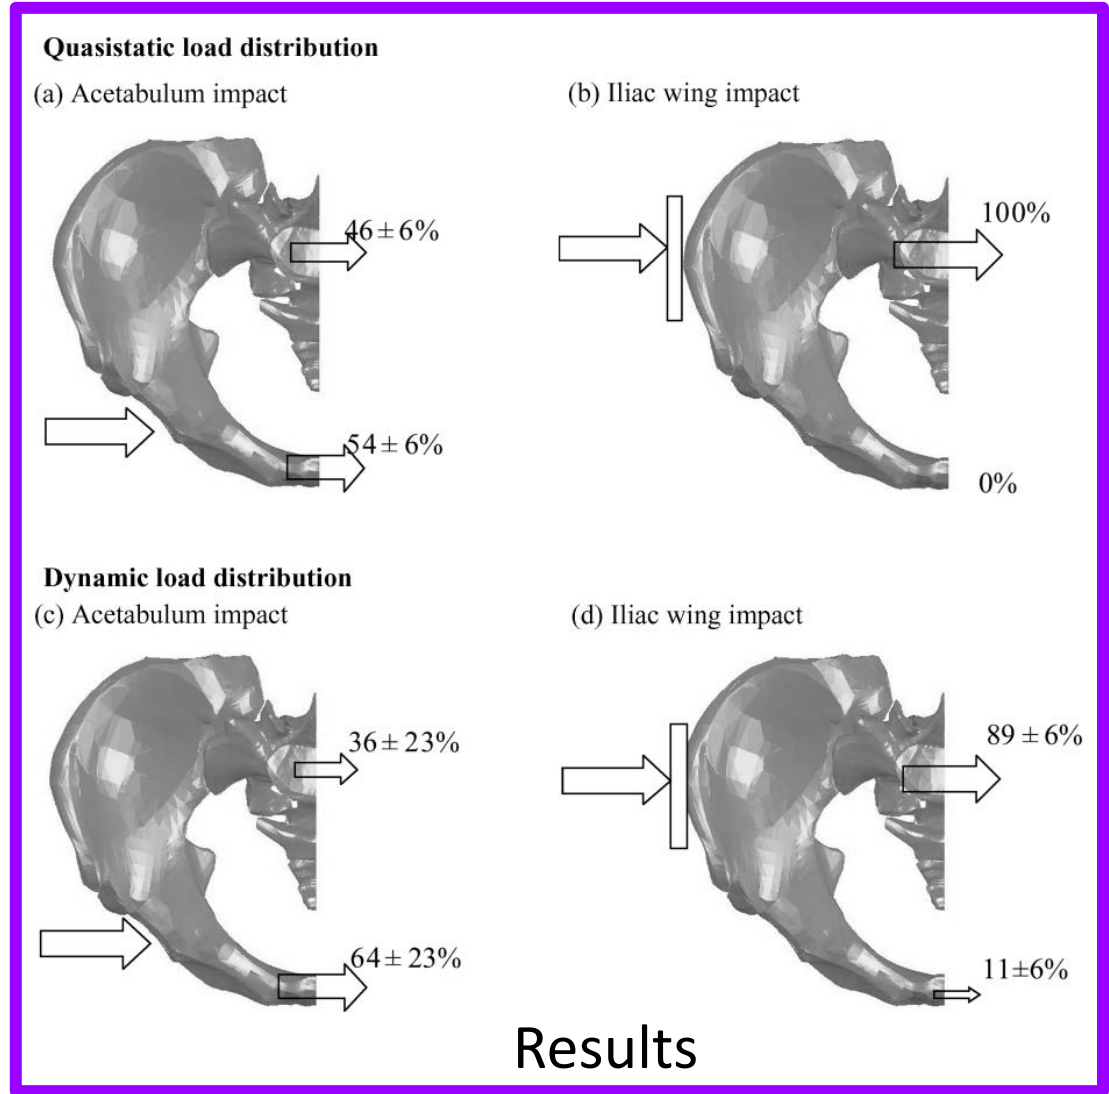 Quasistatic load distribution
(a) Acetabulum impact
(b) Iliac wing impact
46 ± 6%
100%
54 ± 6%
0%
Dynamic load distribution
(c) Acetabulum impact
(d) Iliac wing impact
36 ± 23%
89 ± 6%
64 ± 23%
11±6%
Results